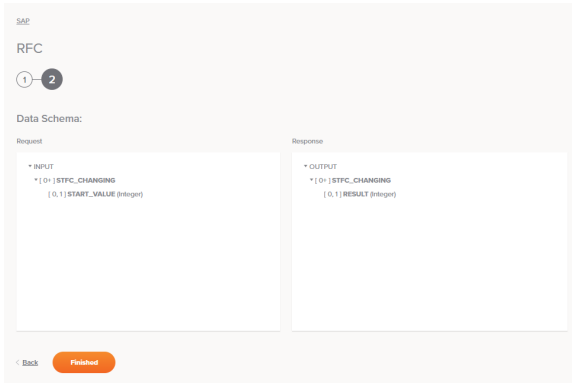 SAP
RFC
1 2
Data Schema:
Request
Response
INPUT
[ 0+ ] STFC_CHANGING
[ 0, 1 ] START_VALUE (Integer)
OUTPUT
[ 0+ ] STFC_CHANGING
[ 0, 1 ] RESULT (Integer)
< Back
Finished